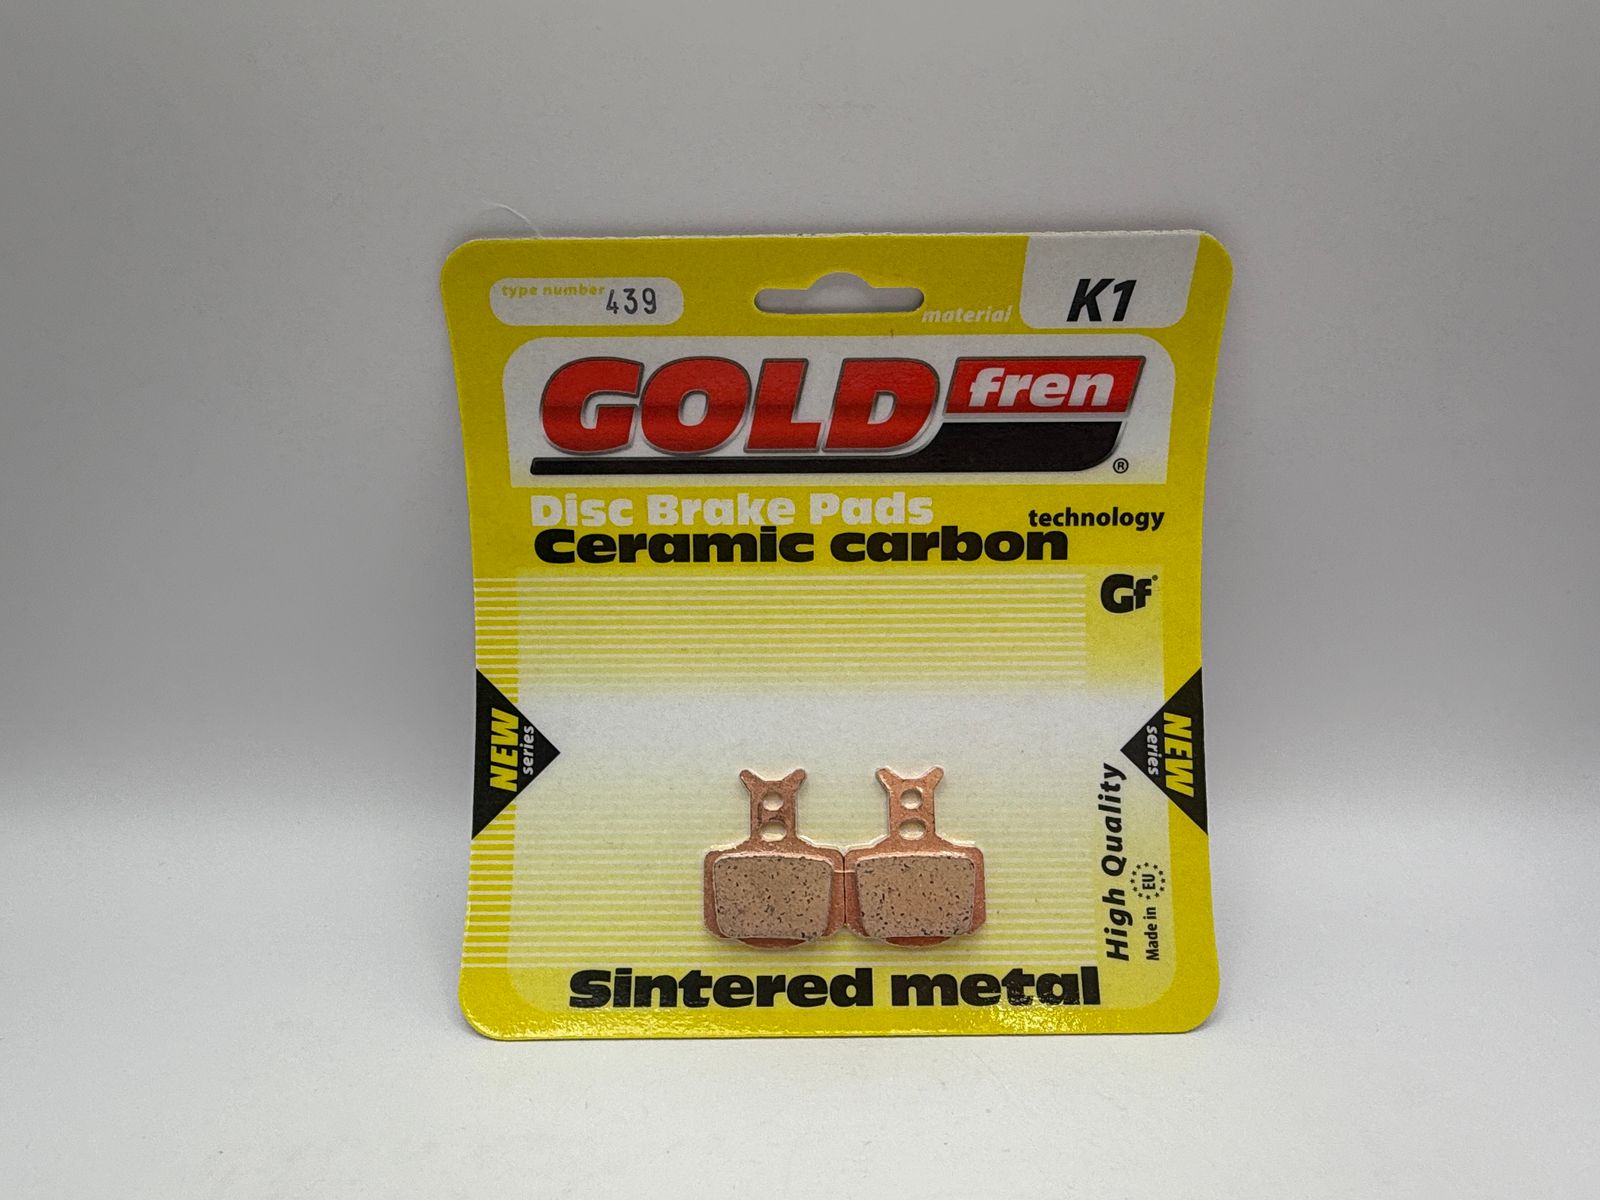 type number 439
material K1
GOLD fren ®
Disc Brake Pads
technology
Ceramic carbon
Gf®
NEW series
NEW series
High Quality
Made in EU
Sintered metal